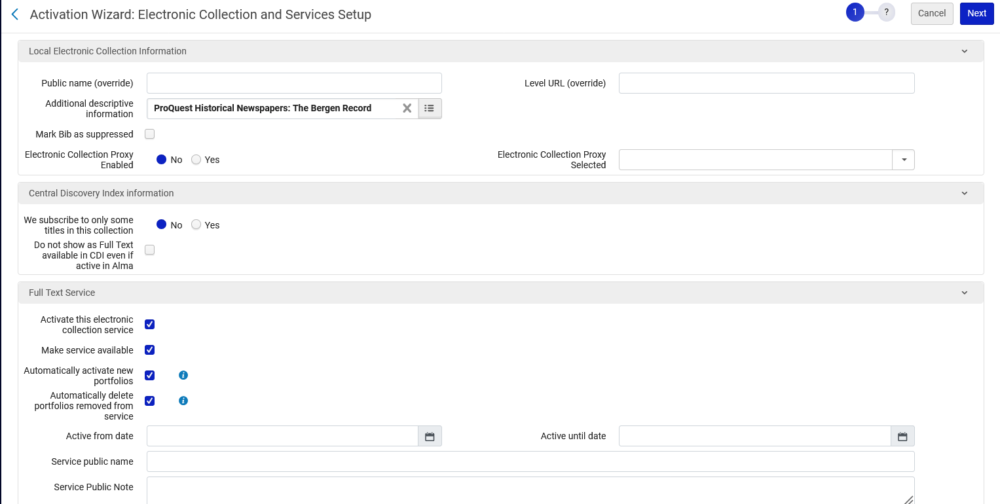 Activation Wizard: Electronic Collection and Services Setup
1
?
Cancel
Next
Local Electronic Collection Information
Public name (override)
Level URL (override)
Additional descriptive
information
ProQuest Historical Newspapers: The Bergen Record
Mark Bib as suppressed
Electronic Collection Proxy
Enabled
No
Yes
Electronic Collection Proxy
Selected
Central Discovery Index information
We subscribe to only some
titles in this collection
No
Yes
Do not show as Full Text
available in CDI even if
active in Alma
Full Text Service
Activate this electronic
collection service
Make service available
Automatically activate new
portfolios
i
Automatically delete
portfolios removed from
service
i
Active from date
Active until date
Service public name
Service Public Note